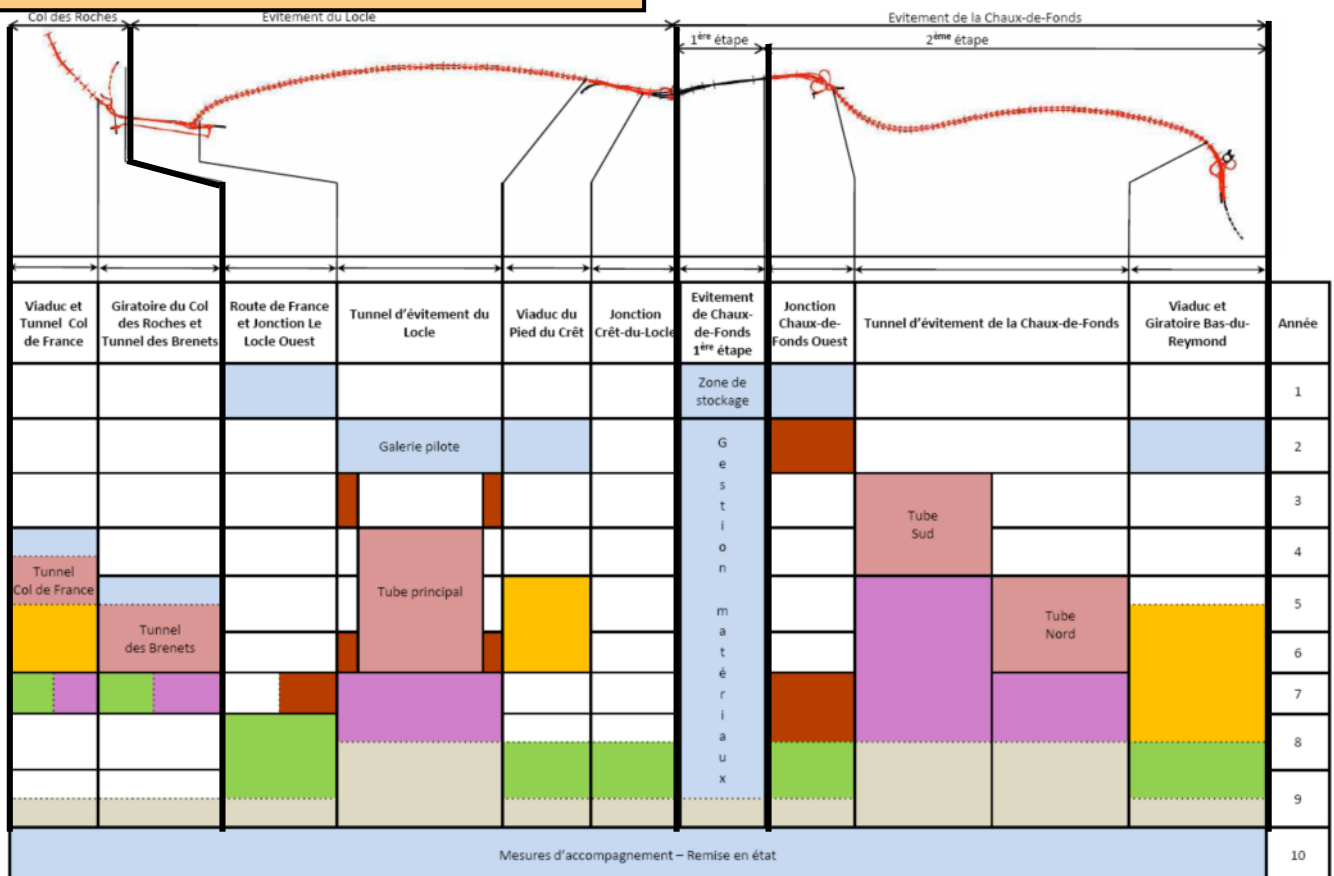 Col des Roches
Evitement du Locle
Evitement de la Chaux-de-Fonds
1ère étape
2ème étape
Viaduc et
Tunnel Col
de France
Giratoire du Col
des Roches et
Tunnel des Brenets
Route de France
et Jonction Le
Locle Ouest
Tunnel d'évitement du
Locle
Viaduc du
Pied du Crêt
Jonction
Crêt-du-Locle
Evitement
de Chaux-
de-Fonds
1ère étape
Jonction
Chaux-de-
Fonds Ouest
Tunnel d'évitement de la Chaux-de-Fonds
Viaduc et
Giratoire Bas-du-
Reymond
Année
Zone de
stockage
1
Galerie pilote
G
e
s
t
i
o
n
m
a
t
é
r
i
a
u
x
2
Tube
Sud
3
4
Tunnel
Col de France
Tube principal
5
Tunnel
des Brenets
Tube
Nord
6
7
8
9
Mesures d'accompagnement – Remise en état
10